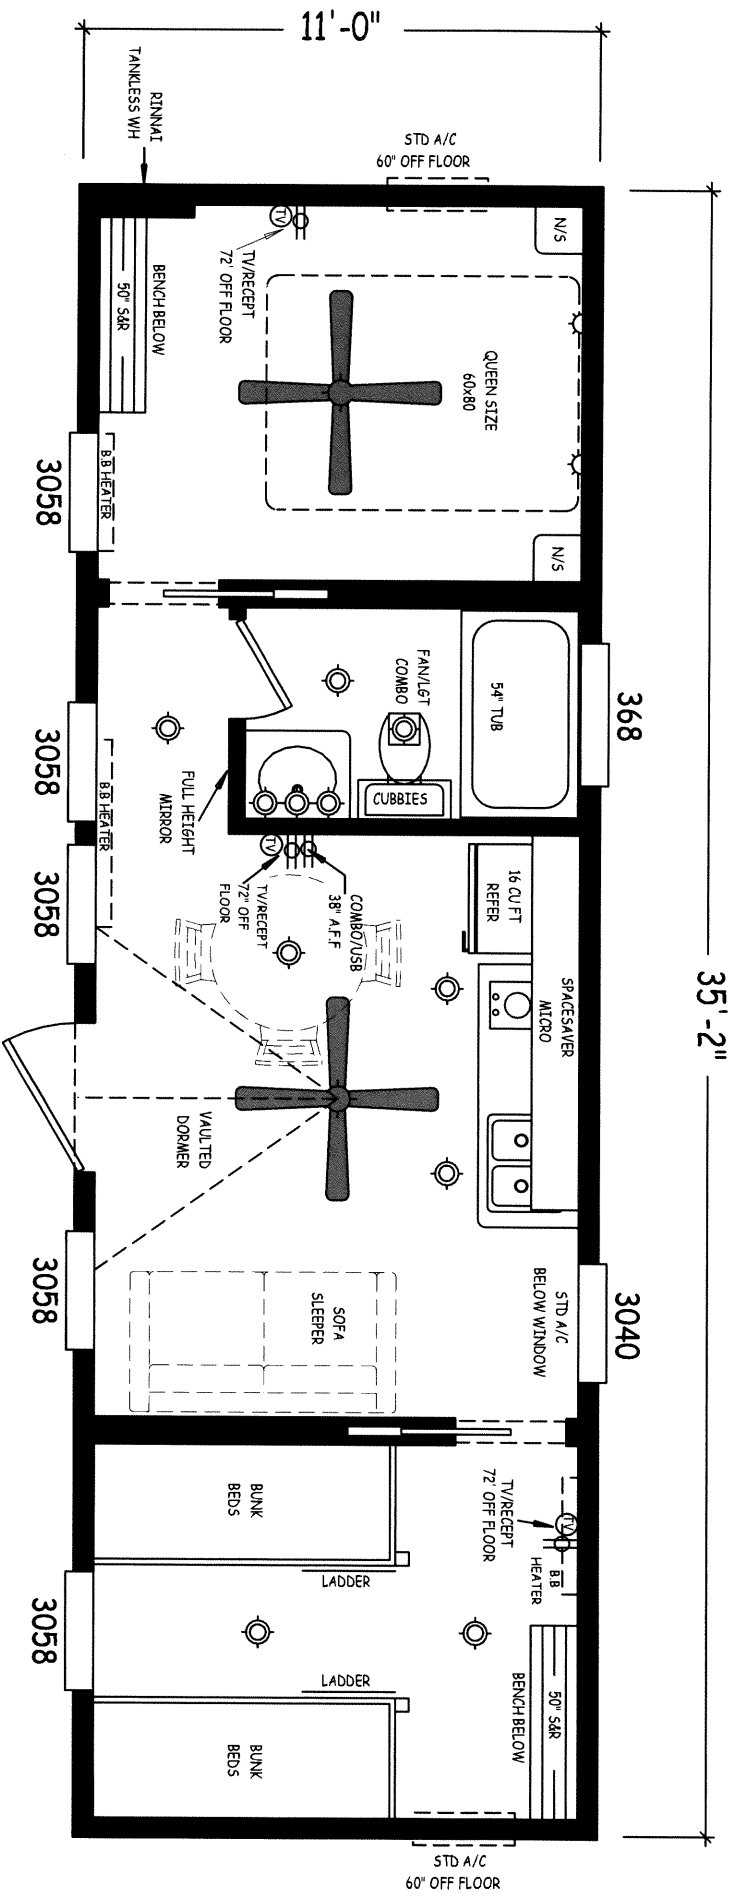 11'-0"
35'-2"
RINNAI
TANKLESS WH
STD A/C
60" OFF FLOOR
N/S
TV
TV/RECEPT
72' OFF FLOOR
BENCH BELOW
50" S&R
QUEEN SIZE
60x80
B.B HEATER
3058
N/S
368
54" TUB
FAN/LGT
COMBO
CUBBIES
FULL HEIGHT
MIRROR
3058
B.B HEATER
3058
TV
TV/RECEPT
72" OFF
FLOOR
COMBO/USB
38" A.F.F
16 CU FT
REFER
SPACESAVER
MICRO
VAULTED
DORMER
3058
SOFA
SLEEPER
STD A/C
BELOW WINDOW
3040
TV/RECEPT
72' OFF FLOOR
TV
B.B
HEATER
BUNK
BEDS
LADDER
3058
LADDER
BUNK
BEDS
50" S&R
BENCH BELOW
STD A/C
60" OFF FLOOR